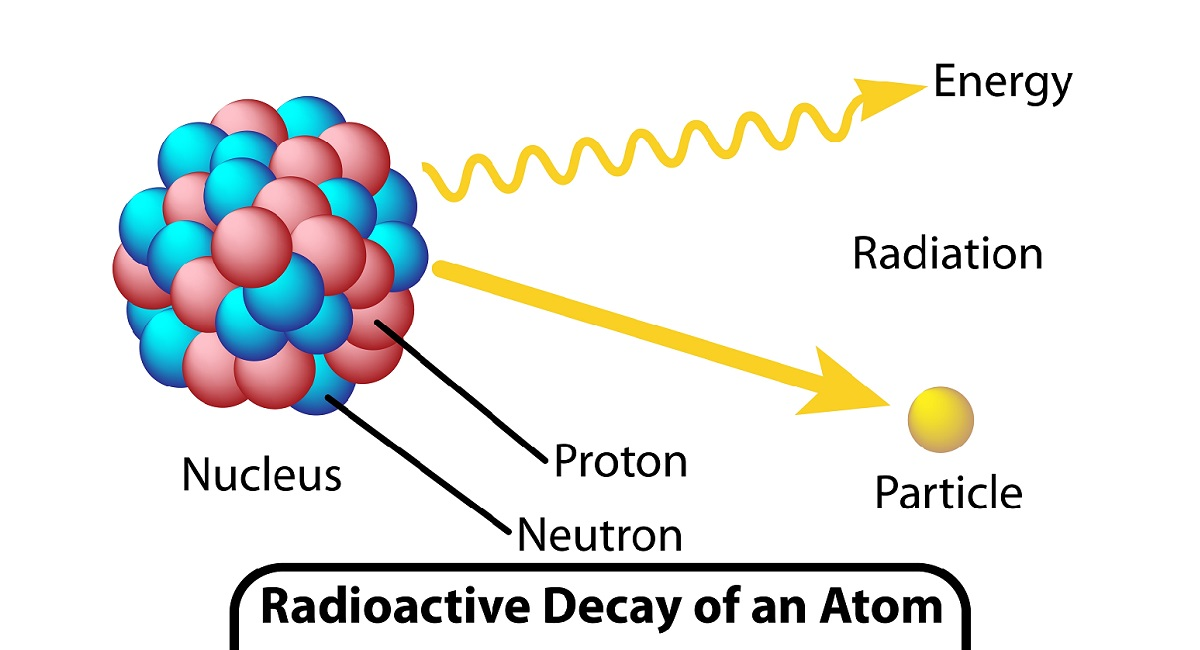 Energy
Radiation
Proton
Nucleus
Particle
Neutron
Radioactive Decay of an Atom